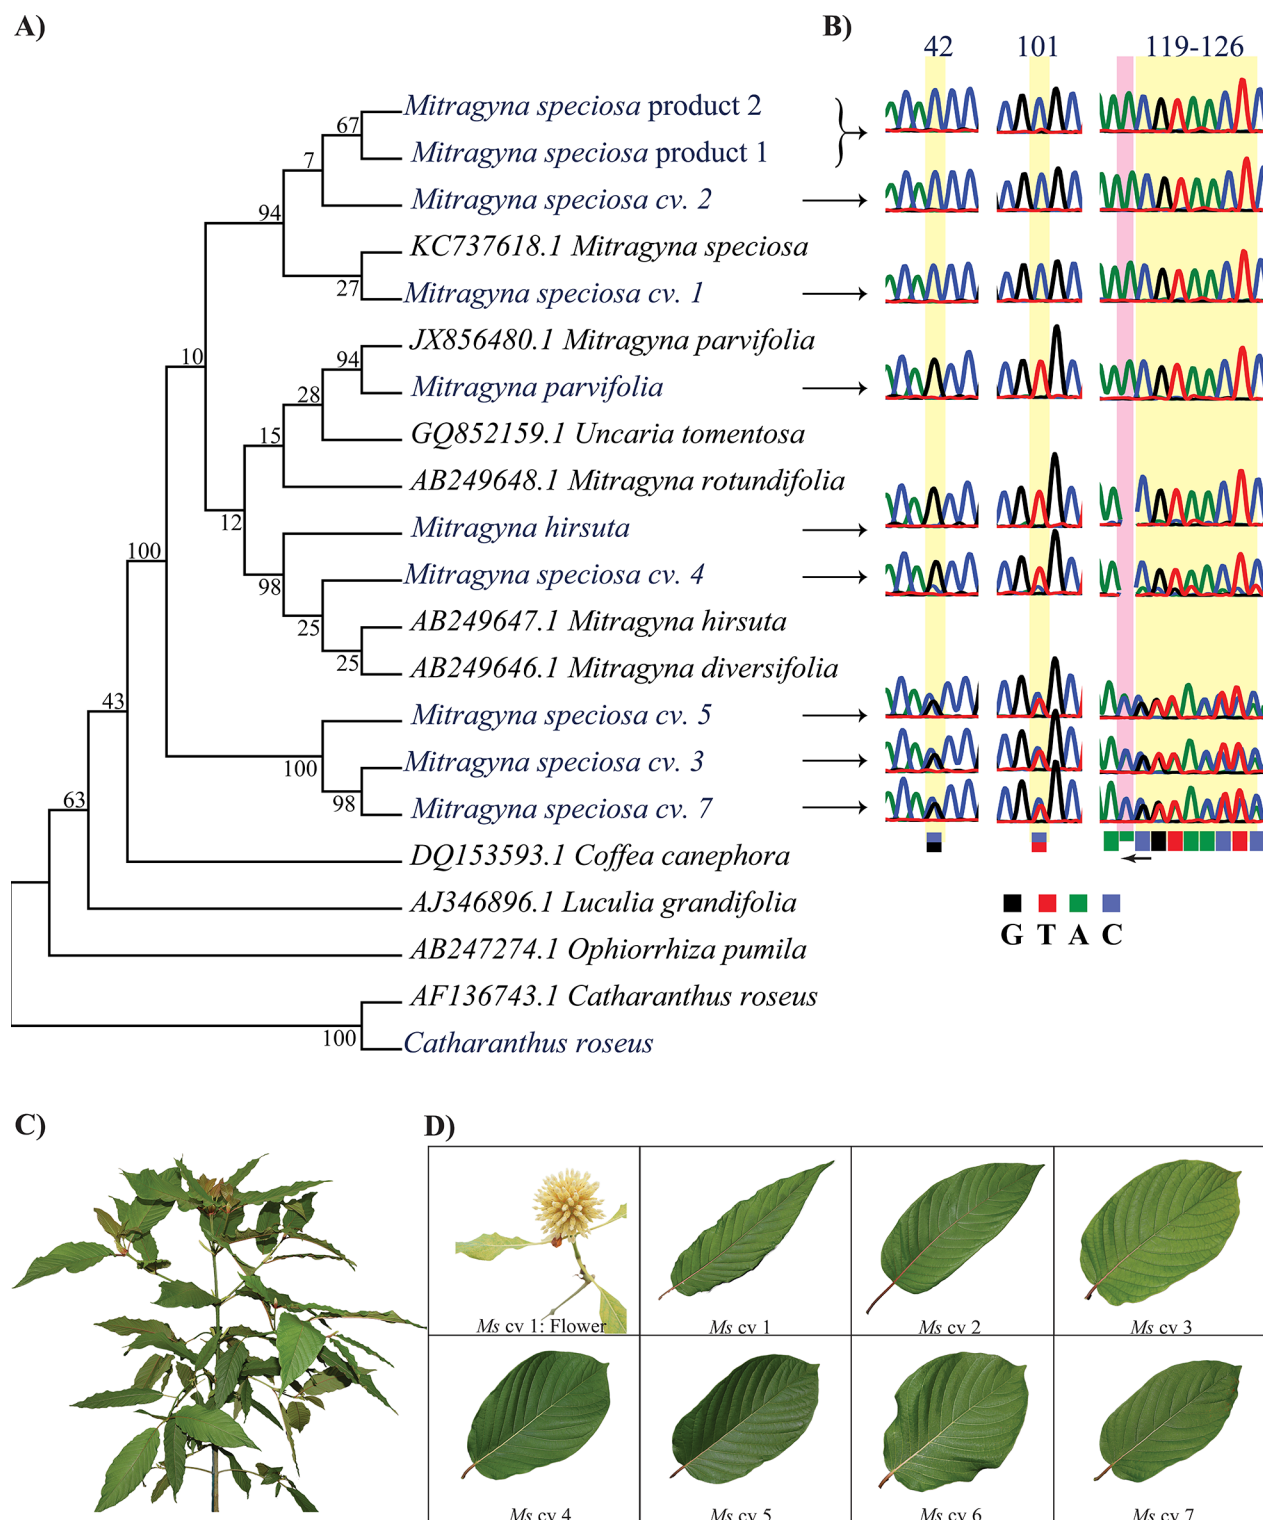 A)
B)
42
101
119-126
Mitragyna speciosa product 2
67
Mitragyna speciosa product 1
7
Mitragyna speciosa cv. 2
94
KC737618.1 Mitragyna speciosa
27
Mitragyna speciosa cv. 1
JX856480.1 Mitragyna parvifolia
10
94
Mitragyna parvifolia
28
GQ852159.1 Uncaria tomentosa
15
AB249648.1 Mitragyna rotundifolia
12
Mitragyna hirsuta
100
98
Mitragyna speciosa cv. 4
25
AB249647.1 Mitragyna hirsuta
25
AB249646.1 Mitragyna diversifolia
43
Mitragyna speciosa cv. 5
100
Mitragyna speciosa cv. 3
63
98
Mitragyna speciosa cv. 7
DQ153593.1 Coffea canephora
AJ346896.1 Luculia grandifolia
G T A C
AB247274.1 Ophiorrhiza pumila
AF136743.1 Catharanthus roseus
100
Catharanthus roseus
C)
D)
Ms cv 1: Flower
Ms cv 1
Ms cv 2
Ms cv 3
Ms cv 4
Ms cv 5
Ms cv 6
Ms cv 7